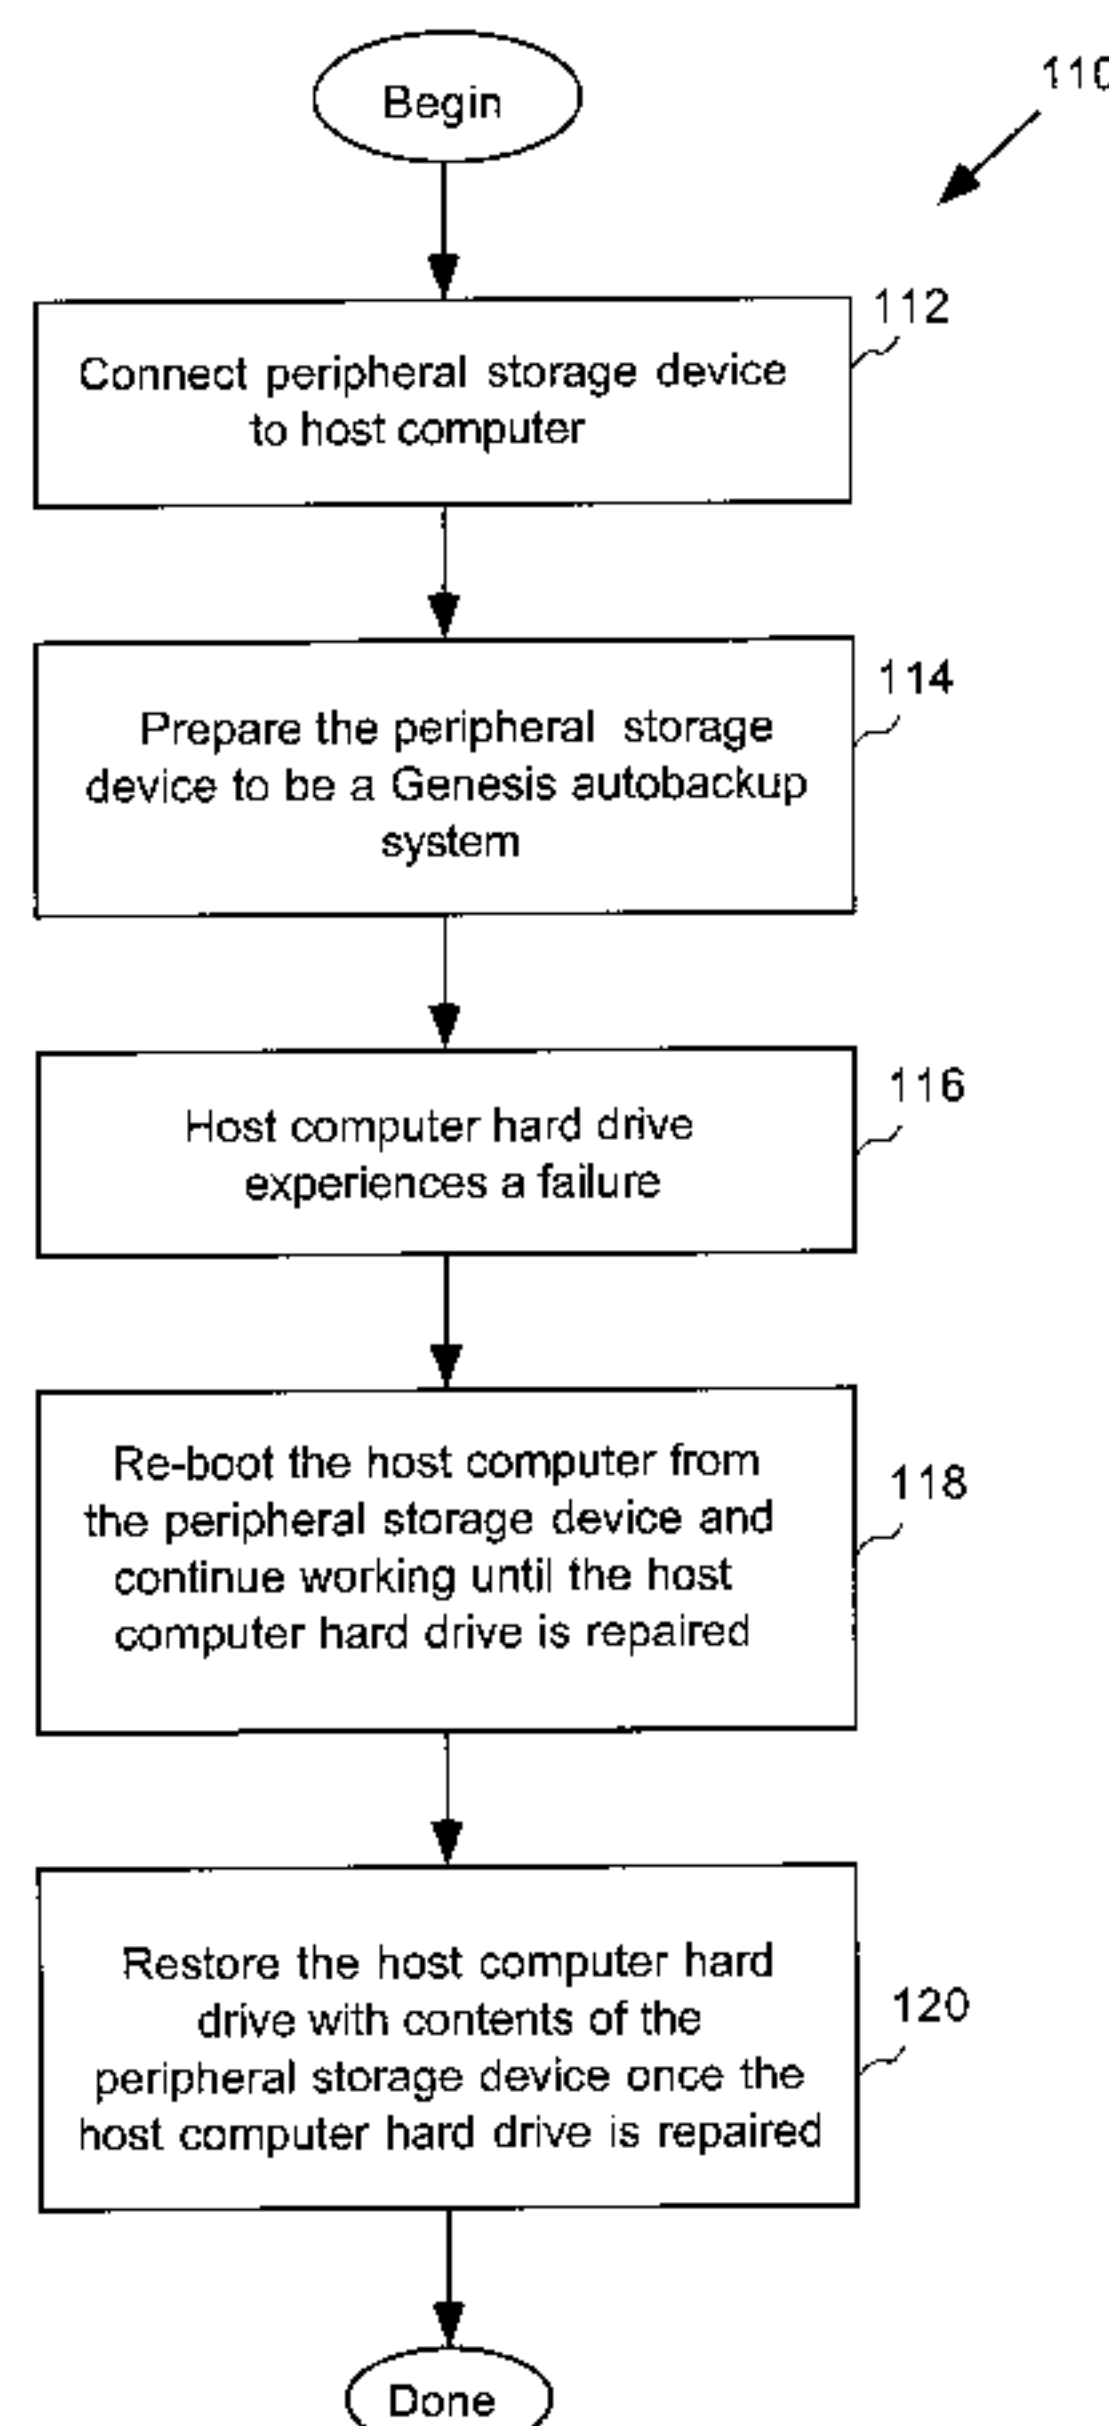 Begin
110
112
Connect peripheral storage device
to host computer
114
Prepare the peripheral storage
device to be a Genesis autobackup
system
116
Host computer hard drive
experiences a failure
118
Re-boot the host computer from
the peripheral storage device and
continue working until the host
computer hard drive is repaired
120
Restore the host computer hard
drive with contents of the
peripheral storage device once the
host computer hard drive is repaired
Done